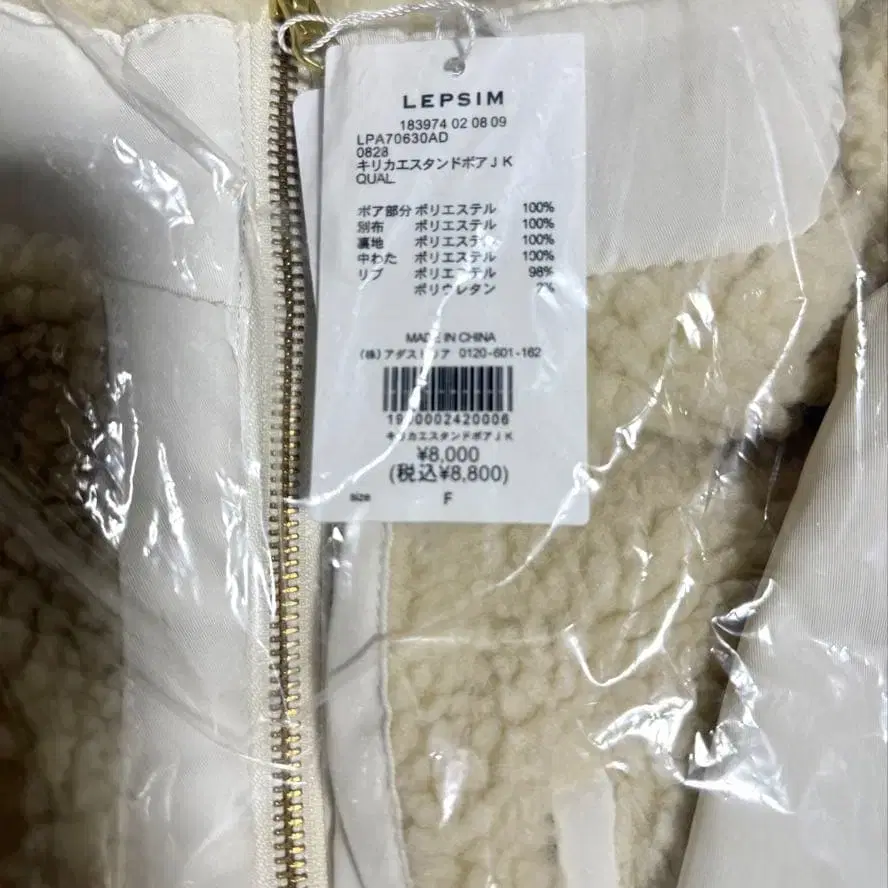 LEPSIM
183974 02 08 09
LPA70630AD
0828
キリカエスタンドボアJK
QUAL.
ボア部分 ポリエステル 100%
別布 ポリエステル 100%
裏地 ポリエステル 100%
中わた ポリエステル 100%
リブ ポリエステル 98%
ポリウレタン 2%
MADE IN CHINA
(株)アダストリア 0120-601-162
キリカエスタンドボアJK
¥8,000
(税込¥8,800)
size F